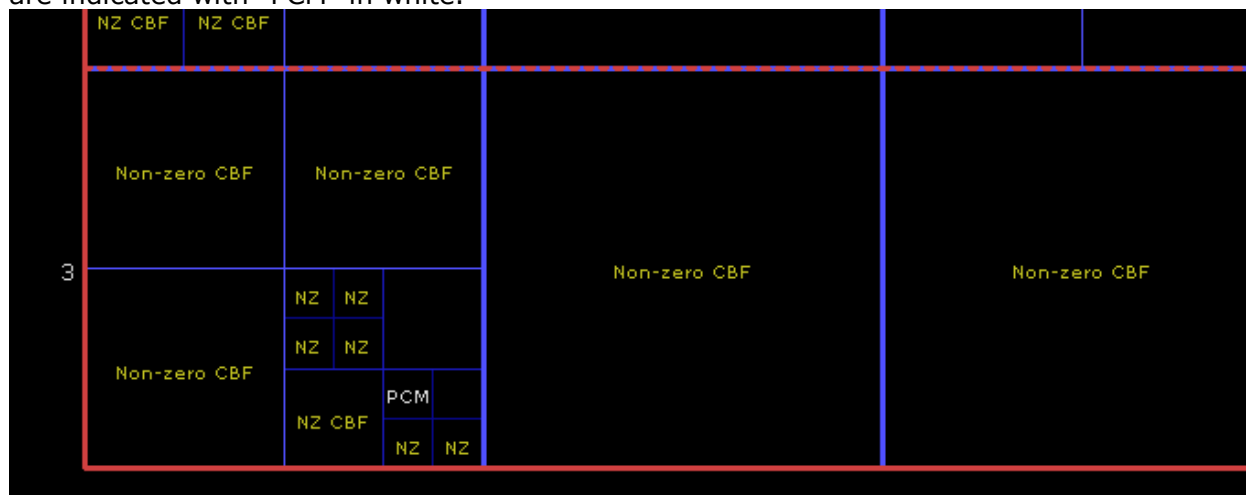 are indicated with "PCM" in white.
NZ CBF NZ CBF
Non-zero CBF Non-zero CBF
3
Non-zero CBF Non-zero CBF
NZ NZ
NZ NZ
Non-zero CBF
PCM
NZ CBF
NZ NZ